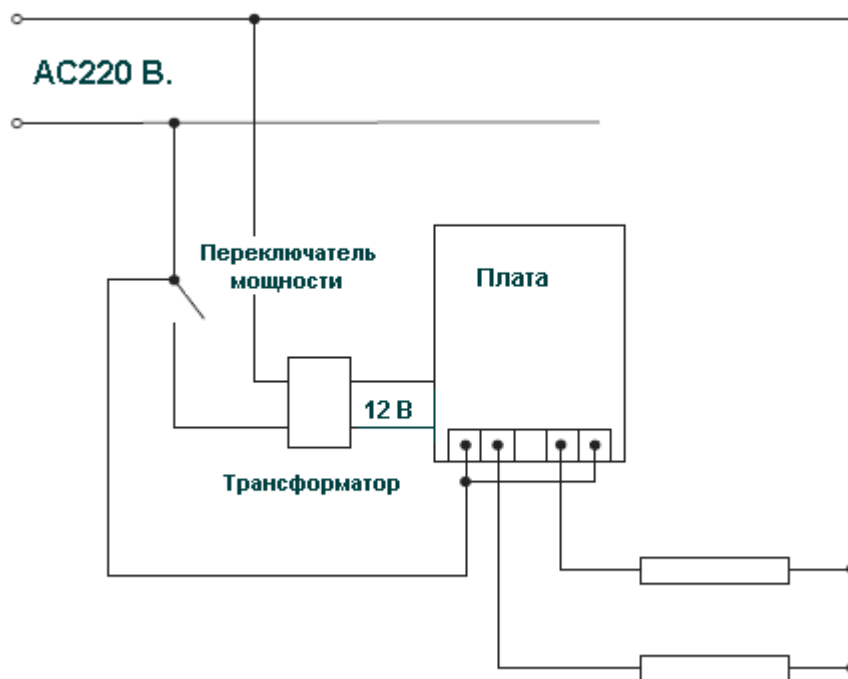 AC220 В.
Переключатель
мощности
Плата
12 В
Трансформатор